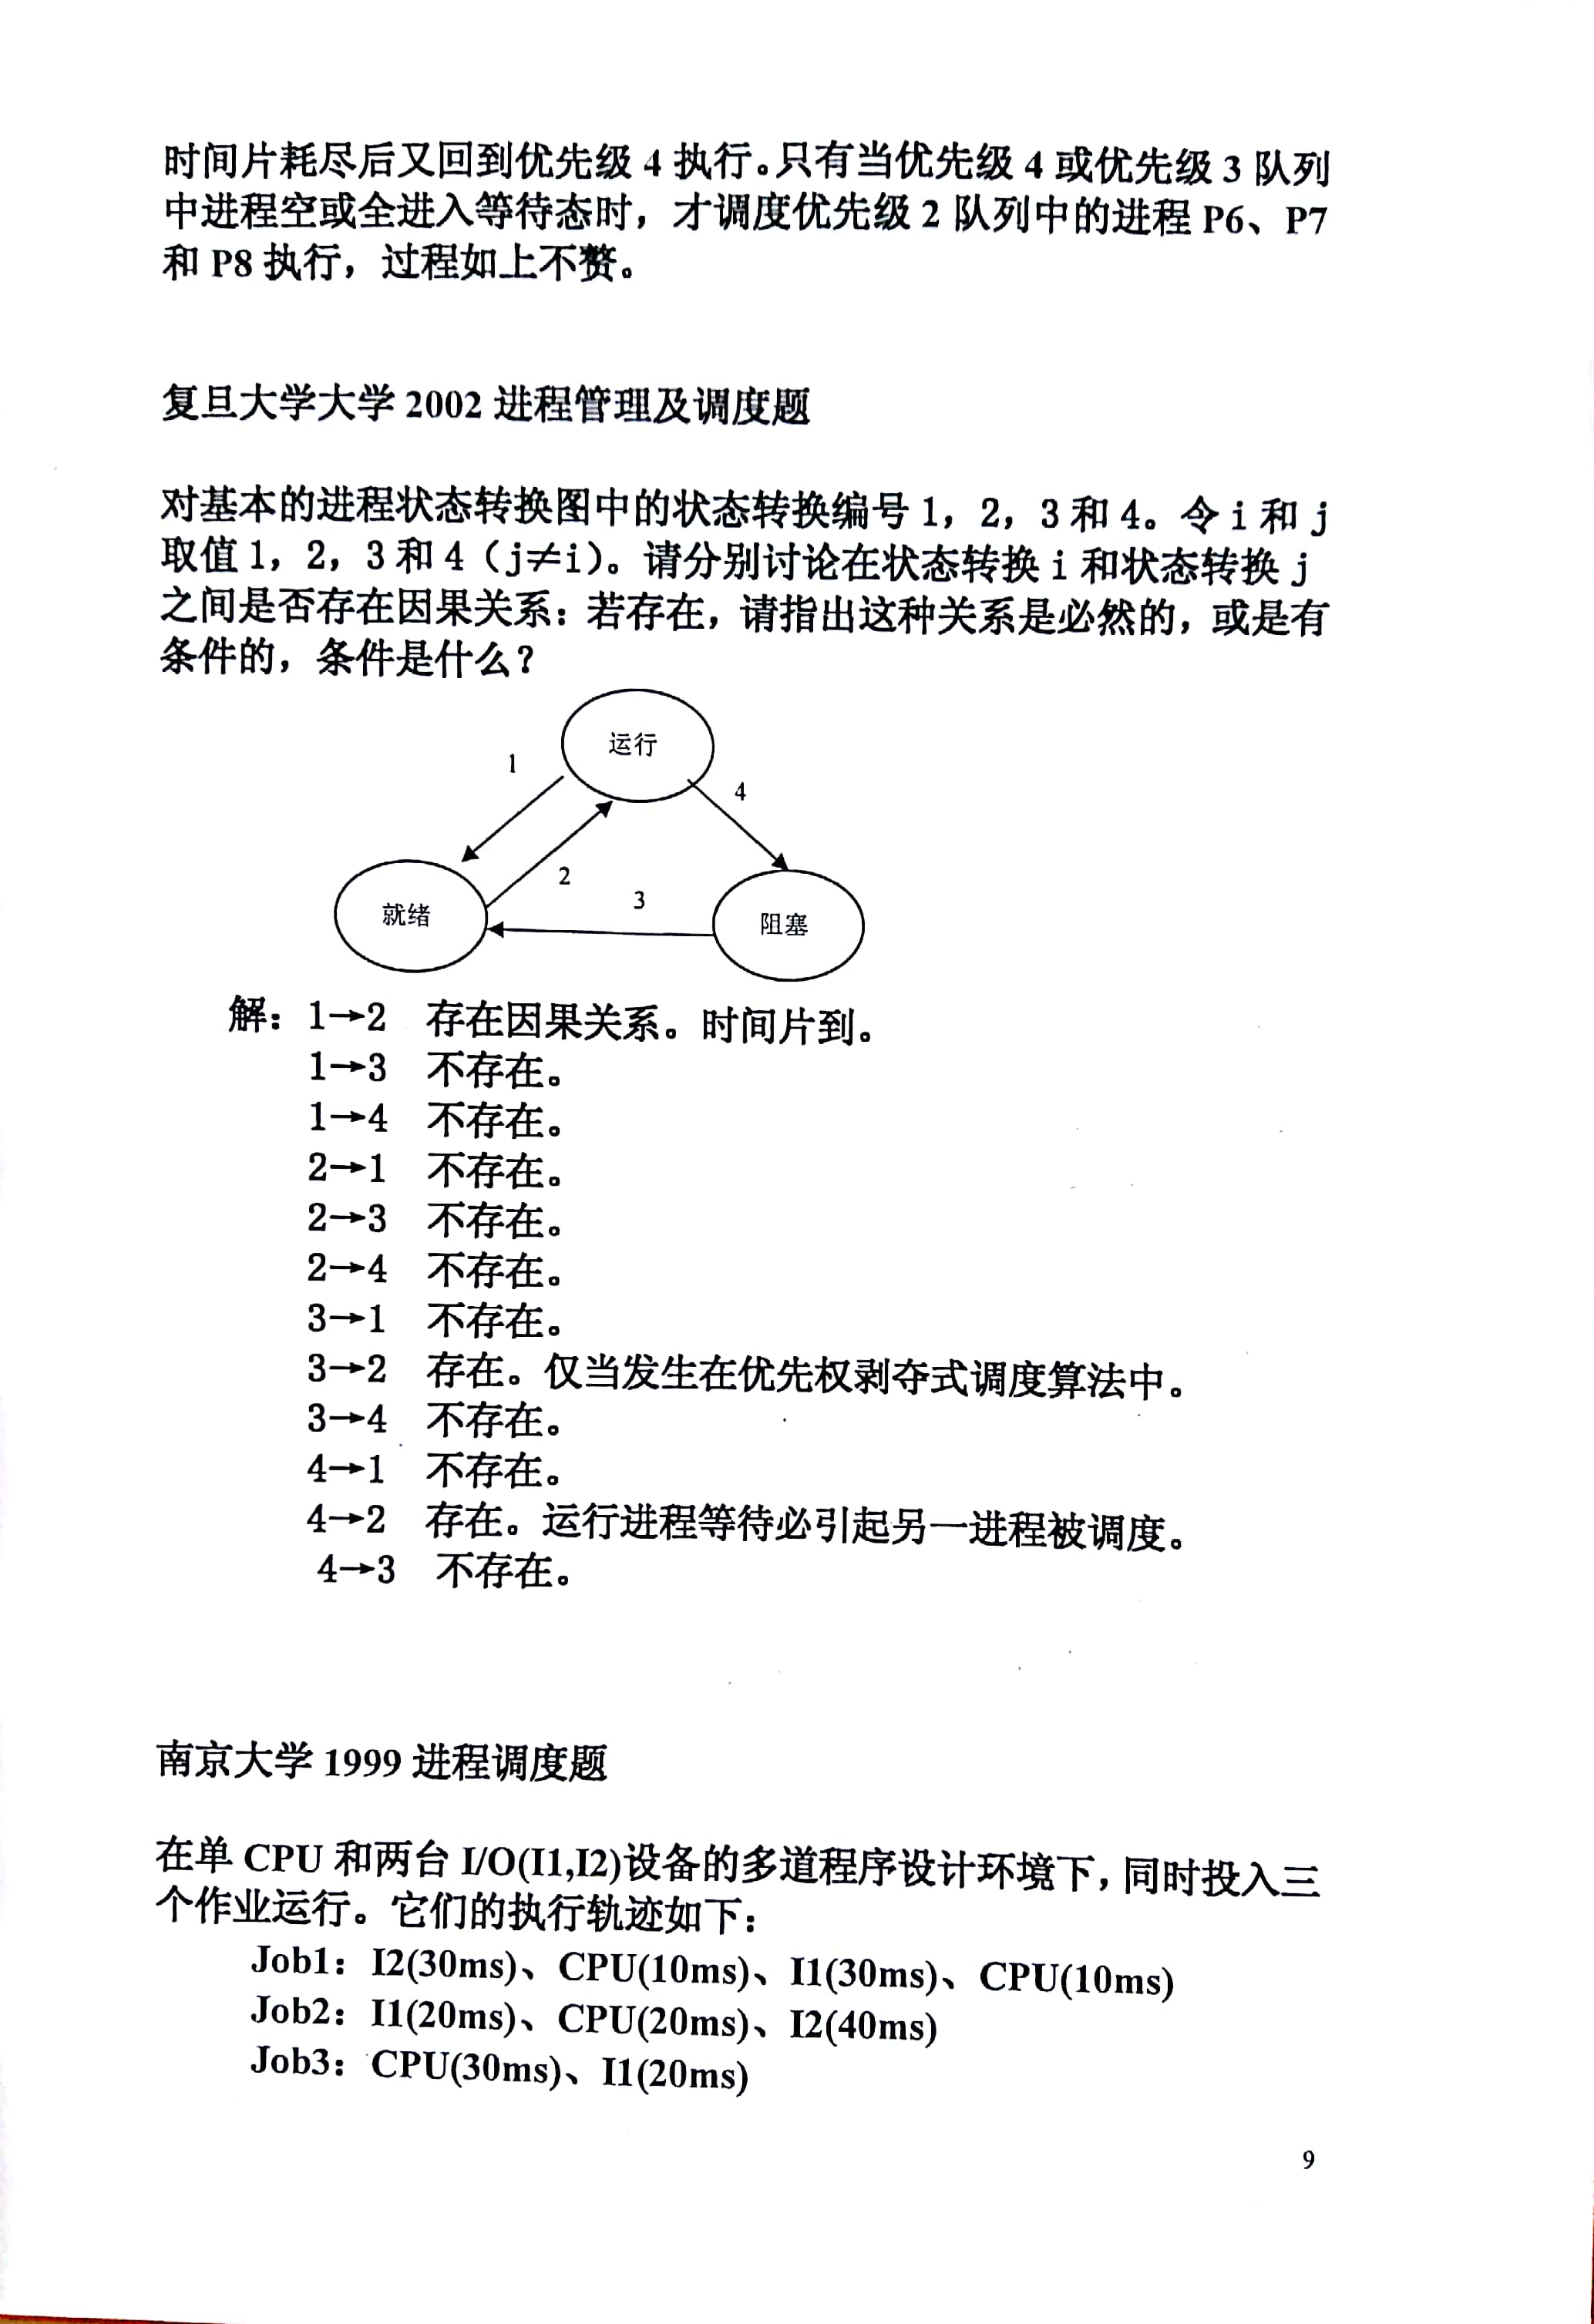 时间片耗尽后又回到优先级 4 执行。只有当优先级 4 或优先级 3 队列
中进程空或全进入等待态时，才调度优先级 2 队列中的进程 P6、P7
和 P8 执行，过程如上不赘。
复旦大学大学 2002 进程管理及调度题
对基本的进程状态转换图中的状态转换编号 1，2，3 和 4。令 i 和 j
取值 1，2，3 和 4（j≠i）。请分别讨论在状态转换 i 和状态转换 j
之间是否存在因果关系：若存在，请指出这种关系是必然的，或是有
条件的，条件是什么？
运行
1
4
2
3
就绪
阻塞
解：1→2 存在因果关系。时间片到。
1→3 不存在。
1→4 不存在。
2→1 不存在。
2→3 不存在。
2→4 不存在。
3→1 不存在。
3→2 存在。仅当发生在优先权剥夺式调度算法中。
3→4 不存在。
4→1 不存在。
4→2 存在。运行进程等待必引起另一进程被调度。
4→3 不存在。
南京大学 1999 进程调度题
在单 CPU 和两台 I/O(I1,I2)设备的多道程序设计环境下，同时投入三
个作业运行。它们的执行轨迹如下：
Job1：I2(30ms)、CPU(10ms)、I1(30ms)、CPU(10ms)
Job2：I1(20ms)、CPU(20ms)、I2(40ms)
Job3：CPU(30ms)、I1(20ms)
9